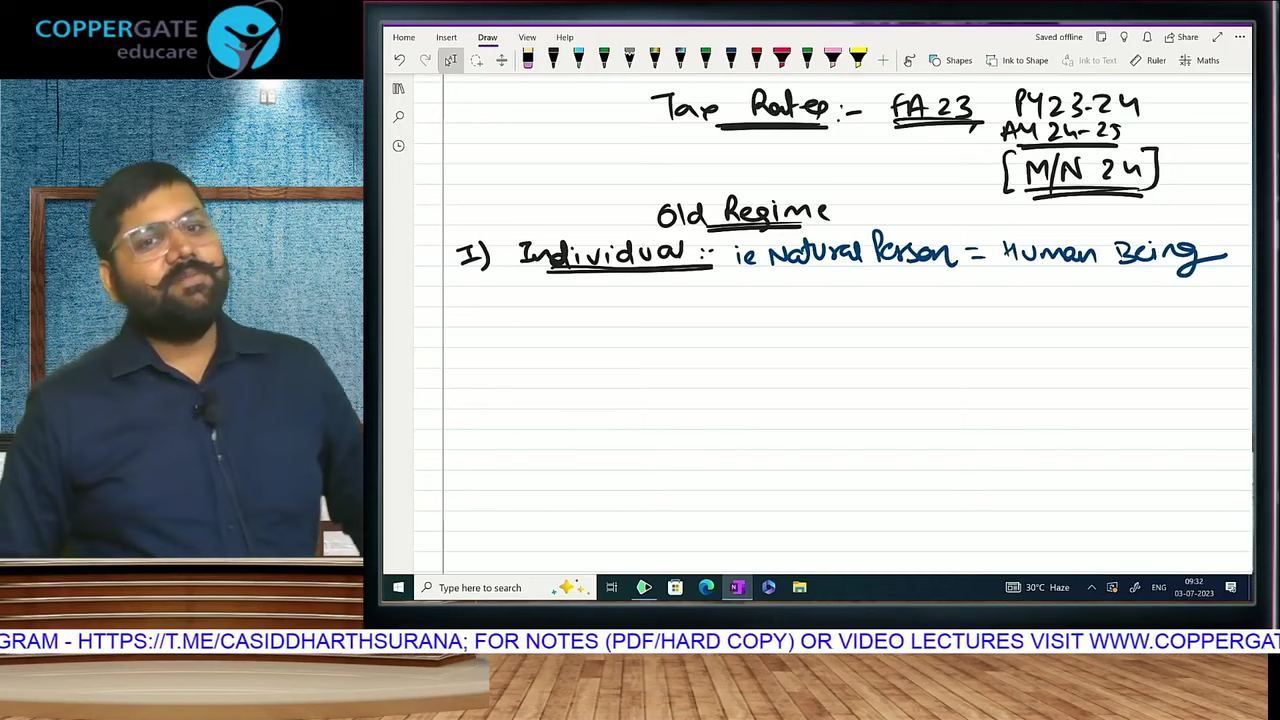 COPPERGATE
educare
Home Insert Draw View Help
Saved offline
Share
Shapes
Ink to Shape
Ink to Text
Ruler
Maths
Tax Rates :- FA 23, PY 23-24
AY 24-25
[M/N 24]
Old Regime
I) Individual :- ie Natural Person = Human Being
Type here to search
30°C Haze
ENG
09:32
03-07-2023
GRAM - HTTPS://T.ME/CASIDDHARTHSURANA; FOR NOTES (PDF/HARD COPY) OR VIDEO LECTURES VISIT WWW.COPPERGA